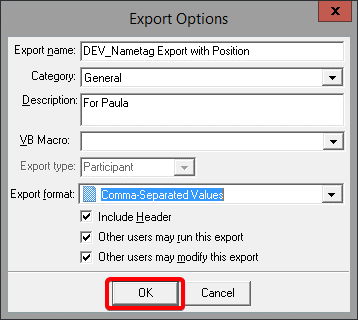 Export Options
x
Export name: DEV_Nametag Export with Position
Category: General
Description: For Paula
VB Macro:
Export type: Participant
Export format: Comma-Separated Values
Include Header
Other users may run this export
Other users may modify this export
OK Cancel